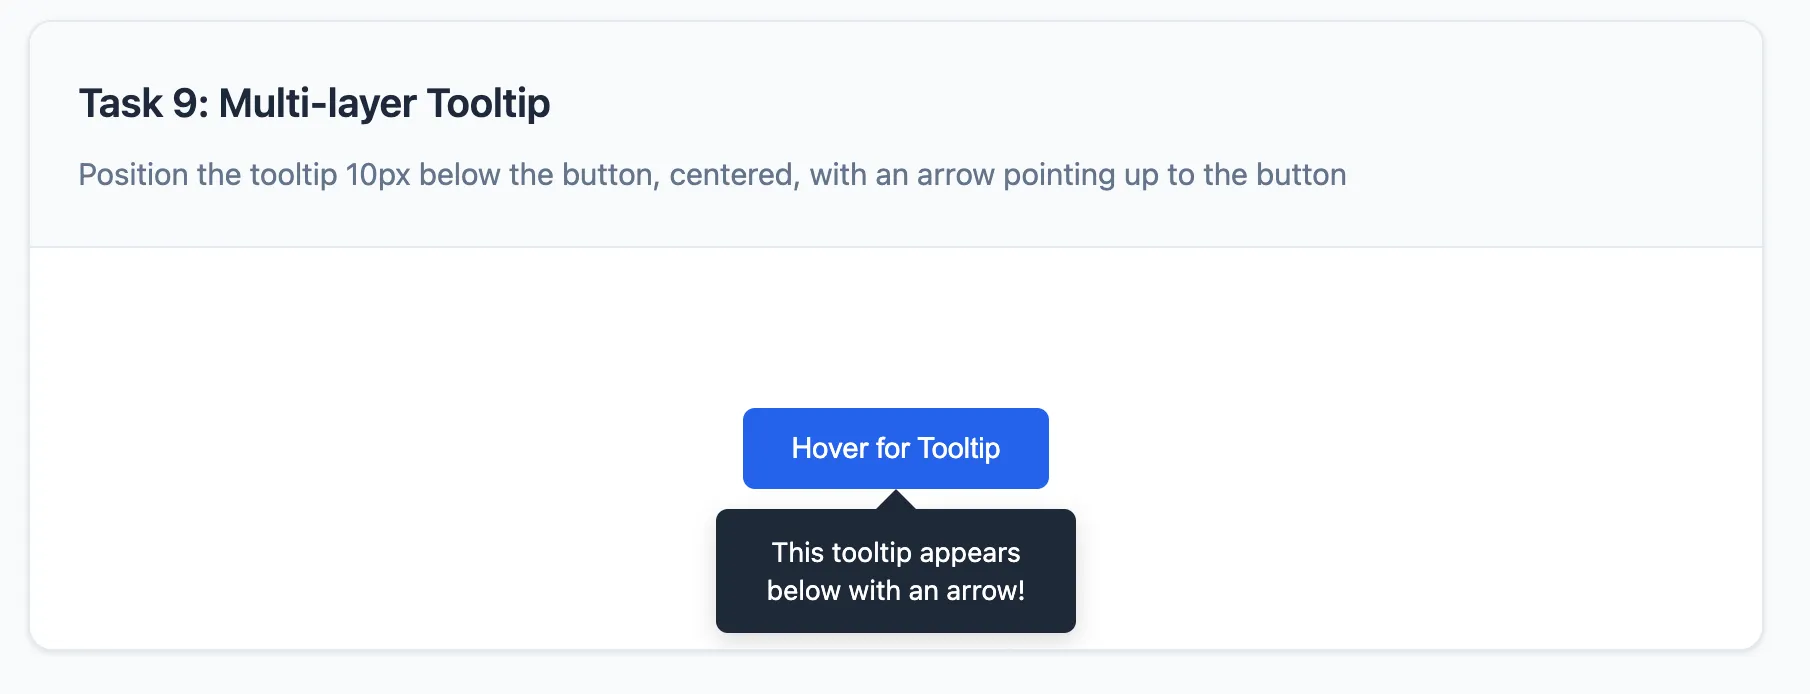 Task 9: Multi-layer Tooltip
Position the tooltip 10px below the button, centered, with an arrow pointing up to the button
Hover for Tooltip
This tooltip appears
below with an arrow!